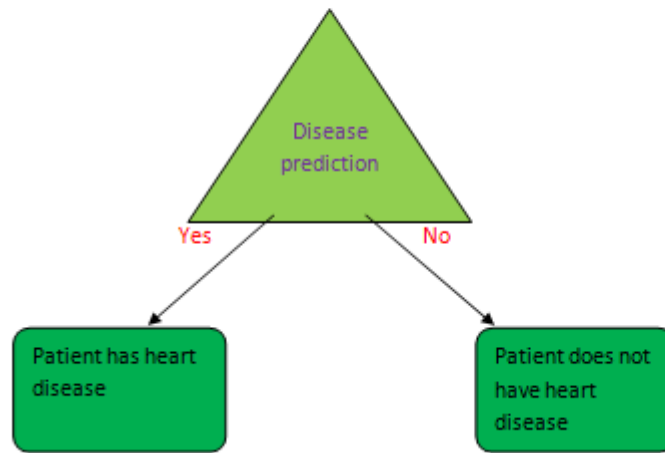 Disease
prediction
Yes
No
Patient has heart
disease
Patient does not
have heart
disease